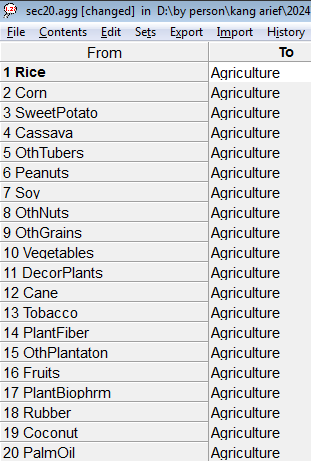 sec20.agg [changed] in D:\by person\kang arief\2024
File Contents Edit Sets Export Import History
From To
1 Rice Agriculture
2 Corn Agriculture
3 SweetPotato Agriculture
4 Cassava Agriculture
5 OthTubers Agriculture
6 Peanuts Agriculture
7 Soy Agriculture
8 OthNuts Agriculture
9 OthGrains Agriculture
10 Vegetables Agriculture
11 DecorPlants Agriculture
12 Cane Agriculture
13 Tobacco Agriculture
14 PlantFiber Agriculture
15 OthPlantaton Agriculture
16 Fruits Agriculture
17 PlantBiophrm Agriculture
18 Rubber Agriculture
19 Coconut Agriculture
20 PalmOil Agriculture